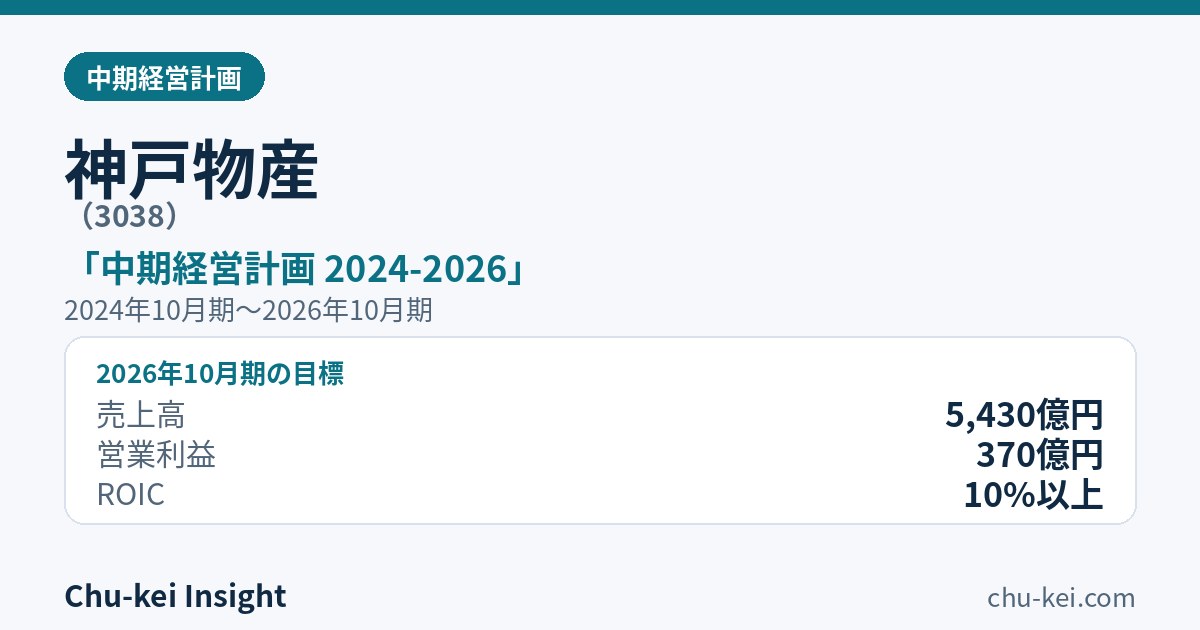 中期経営計画
神戸物産
（3038）
「中期経営計画 2024-2026」
2024年10月期〜2026年10月期
2026年10月期の目標
売上高 5,430億円
営業利益 370億円
ROIC 10%以上
Chu-kei Insight chu-kei.com